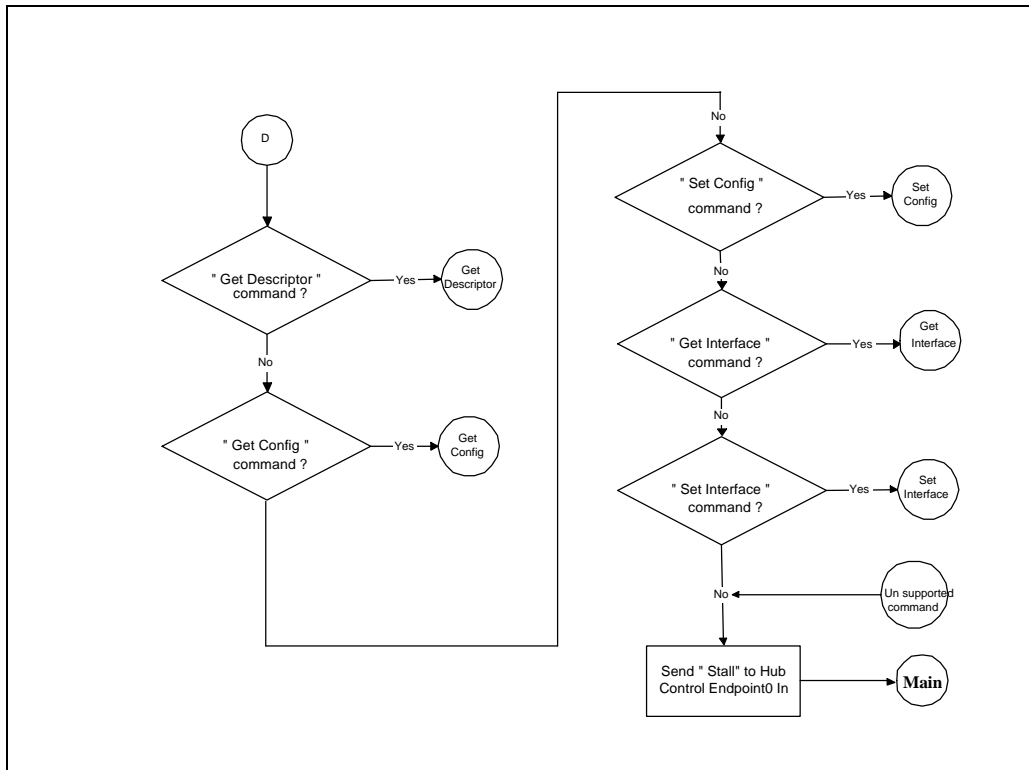 D
" Get Descriptor "
command ?
Yes
Get
Descriptor
No
" Get Config "
command ?
Yes
Get
Config
No
" Set Config "
command ?
Yes
Set
Config
No
" Get Interface "
command ?
Yes
Get
Interface
No
" Set Interface "
command ?
Yes
Set
Interface
No
Un supported
command
Send " Stall" to Hub
Control Endpoint0 In
Main